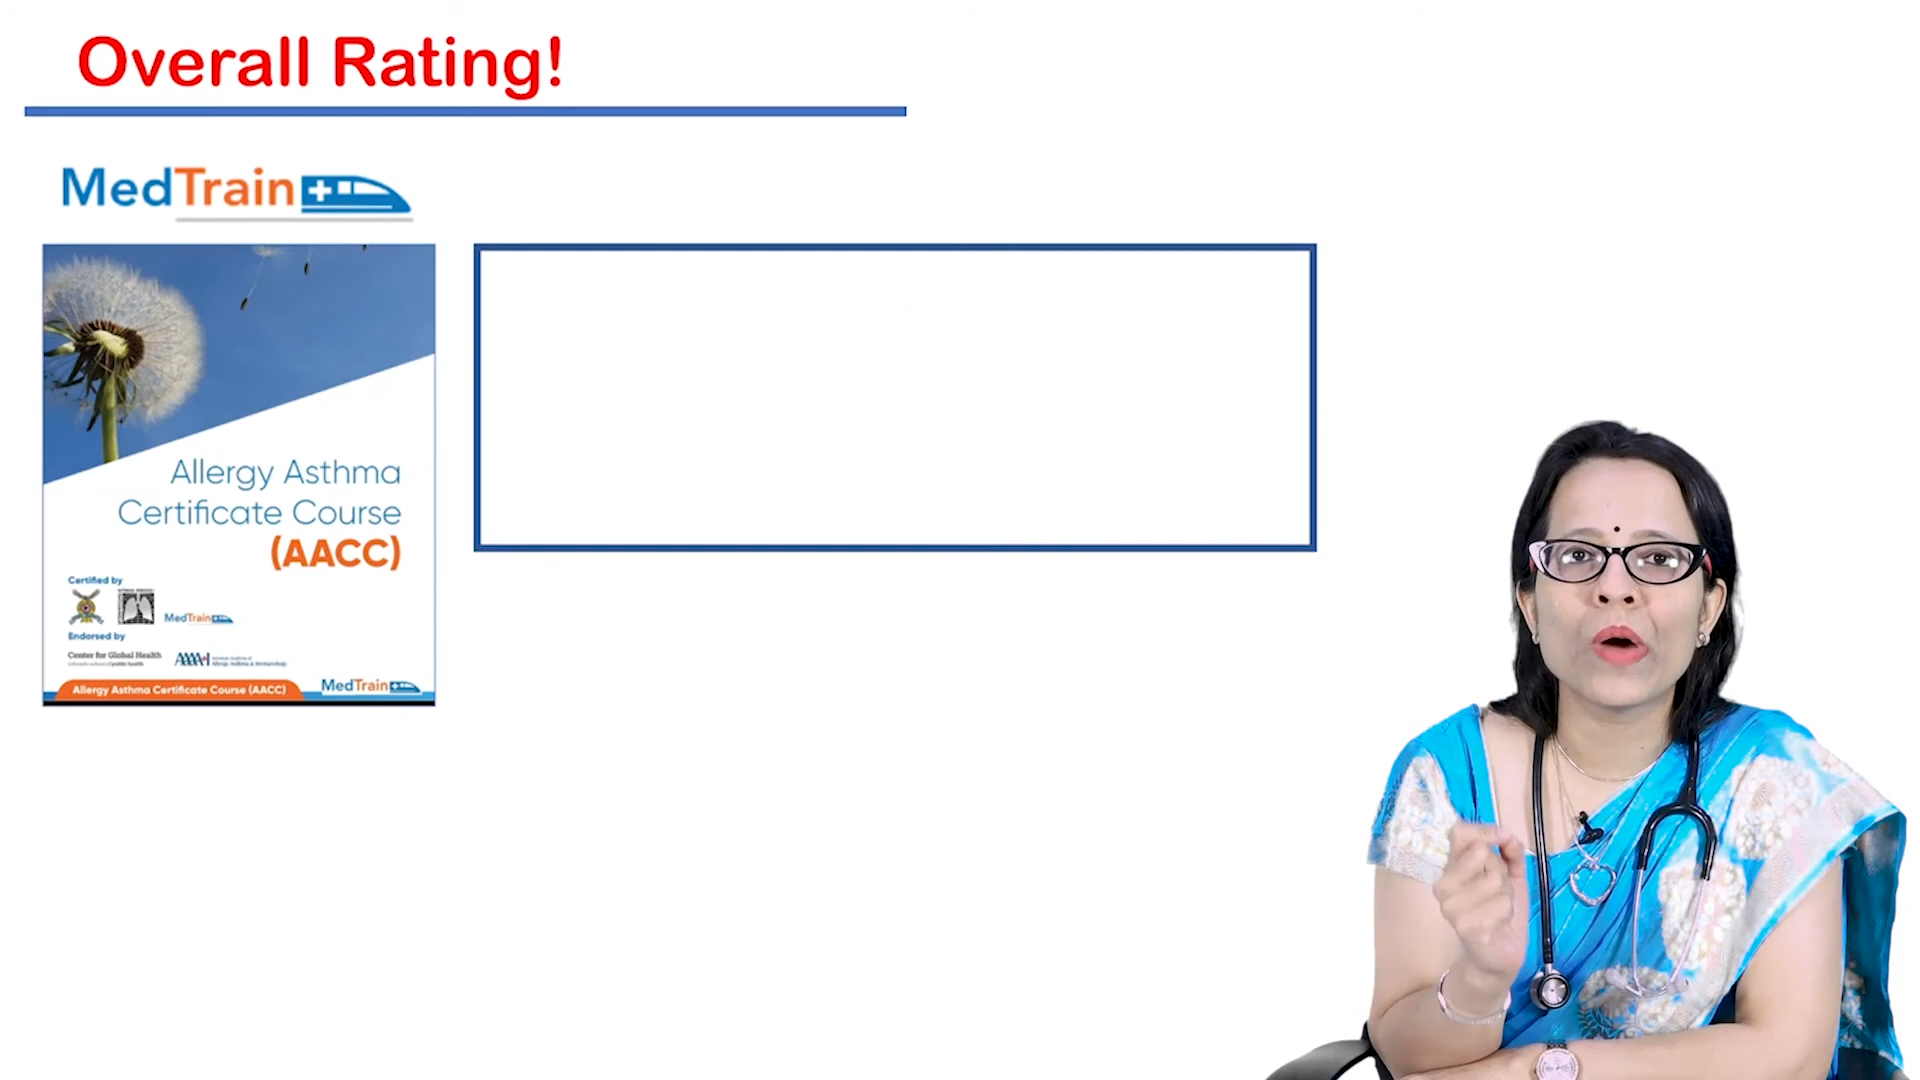 Overall Rating!
MedTrain
Allergy Asthma
Certificate Course
(AACC)
Certified by
MedTrain
Endorsed by
Center for Global Health
Allergy Asthma Certificate Course (AACC)
MedTrain